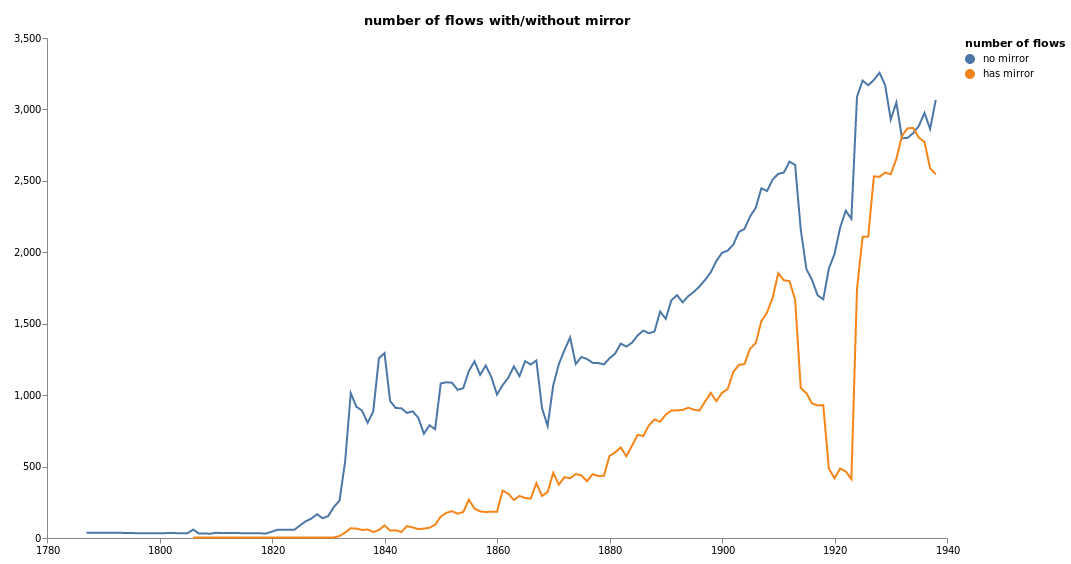 number of flows with/without mirror
number of flows
no mirror
has mirror
3,500
3,000
2,500
2,000
1,500
1,000
500
0
1780 1800 1820 1840 1860 1880 1900 1920 1940